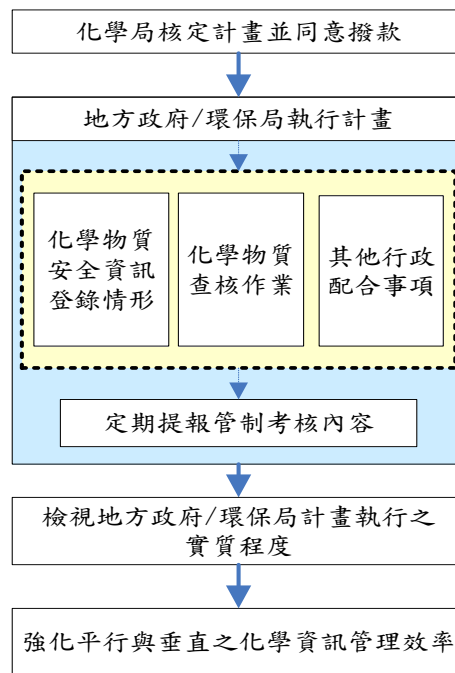 化學局核定計畫並同意撥款
地方政府/環保局執行計畫
化學物質
安全資訊
登錄情形
化學物質
查核作業
其他行政
配合事項
定期提報管制考核內容
檢視地方政府/環保局計畫執行之
實質程度
強化平行與垂直之化學資訊管理效率